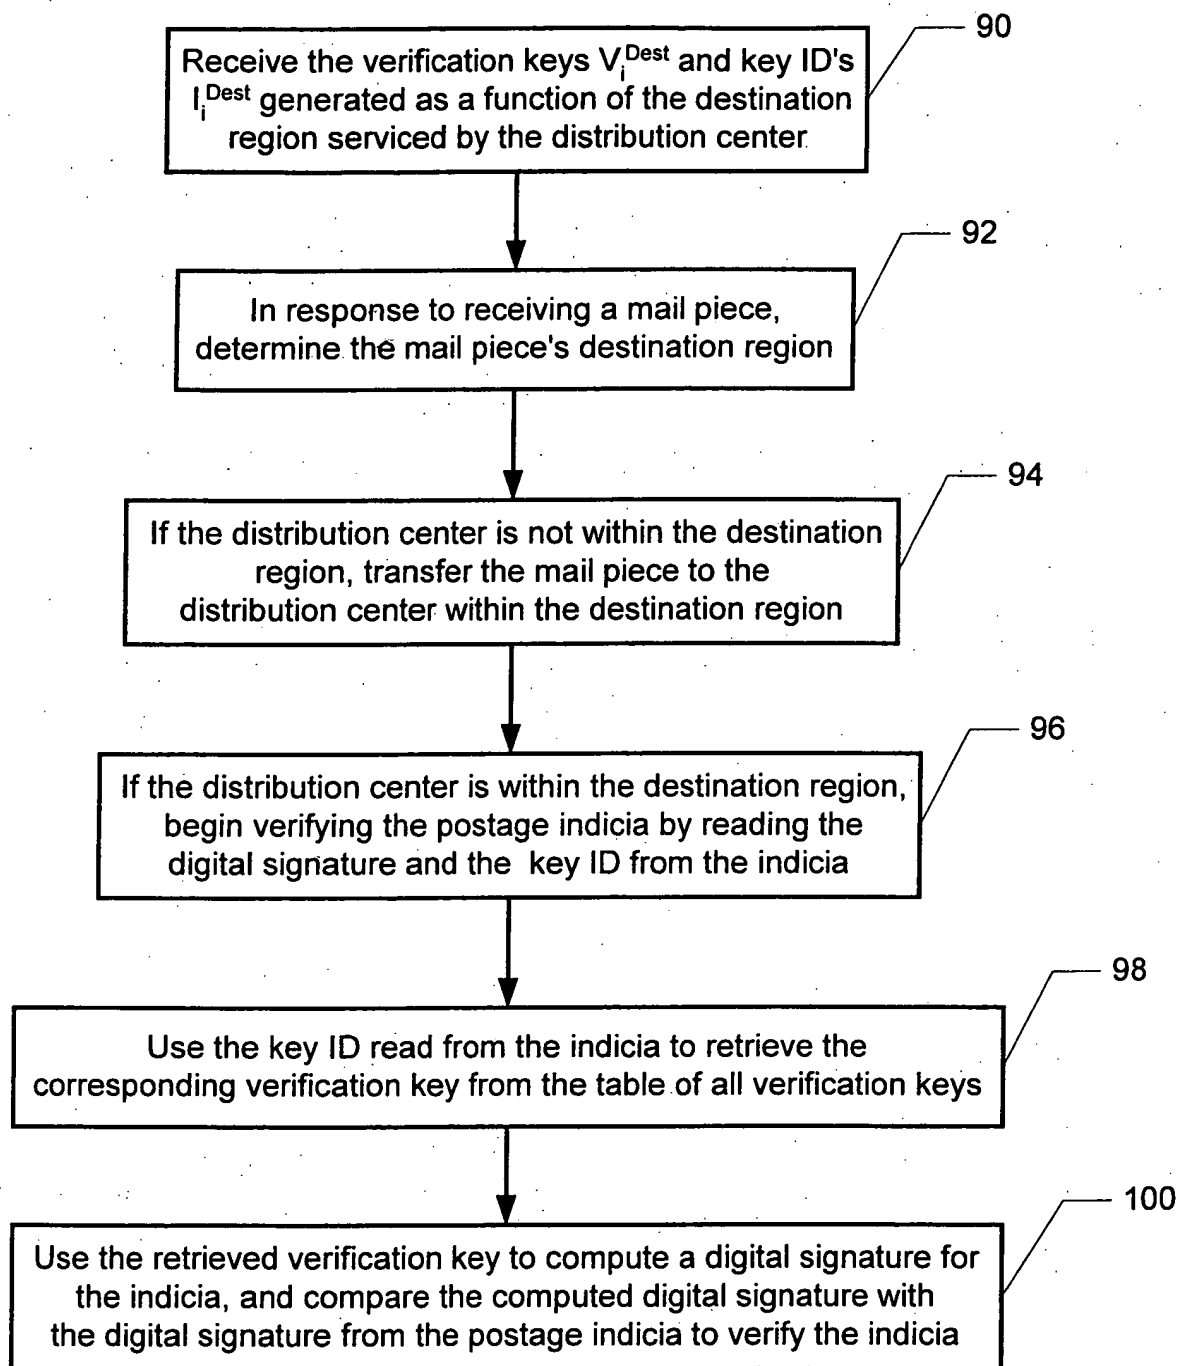 90
Receive the verification keys V_i^Dest and key ID's
I_i^Dest generated as a function of the destination
region serviced by the distribution center
92
In response to receiving a mail piece,
determine the mail piece's destination region
94
If the distribution center is not within the destination
region, transfer the mail piece to the
distribution center within the destination region
96
If the distribution center is within the destination region,
begin verifying the postage indicia by reading the
digital signature and the key ID from the indicia
98
Use the key ID read from the indicia to retrieve the
corresponding verification key from the table of all verification keys
100
Use the retrieved verification key to compute a digital signature for
the indicia, and compare the computed digital signature with
the digital signature from the postage indicia to verify the indicia